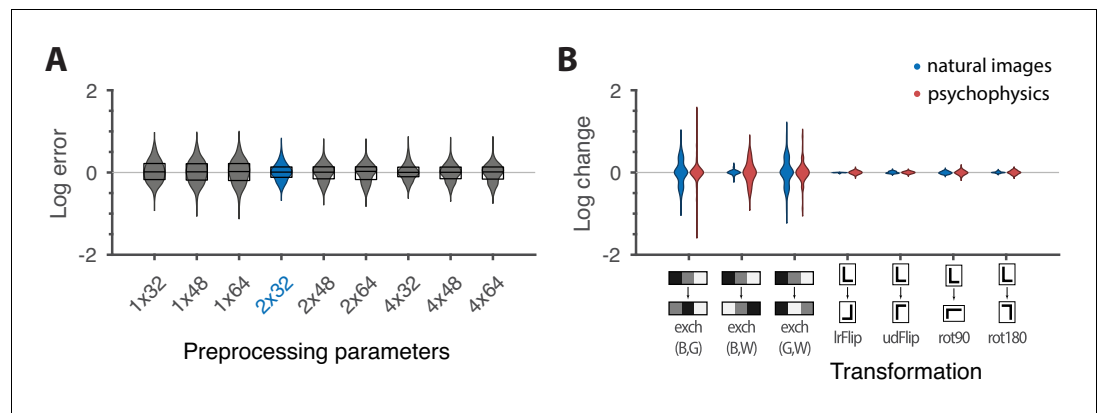 A
2
0
-2
Log error
1x32
1x48
1x64
2x32
2x48
2x64
4x32
4x48
4x64
Preprocessing parameters
B
natural images
psychophysics
2
0
-2
Log change
exch
(B,G)
exch
(B,W)
exch
(G,W)
lrFlip
udFlip
rot90
rot180
Transformation